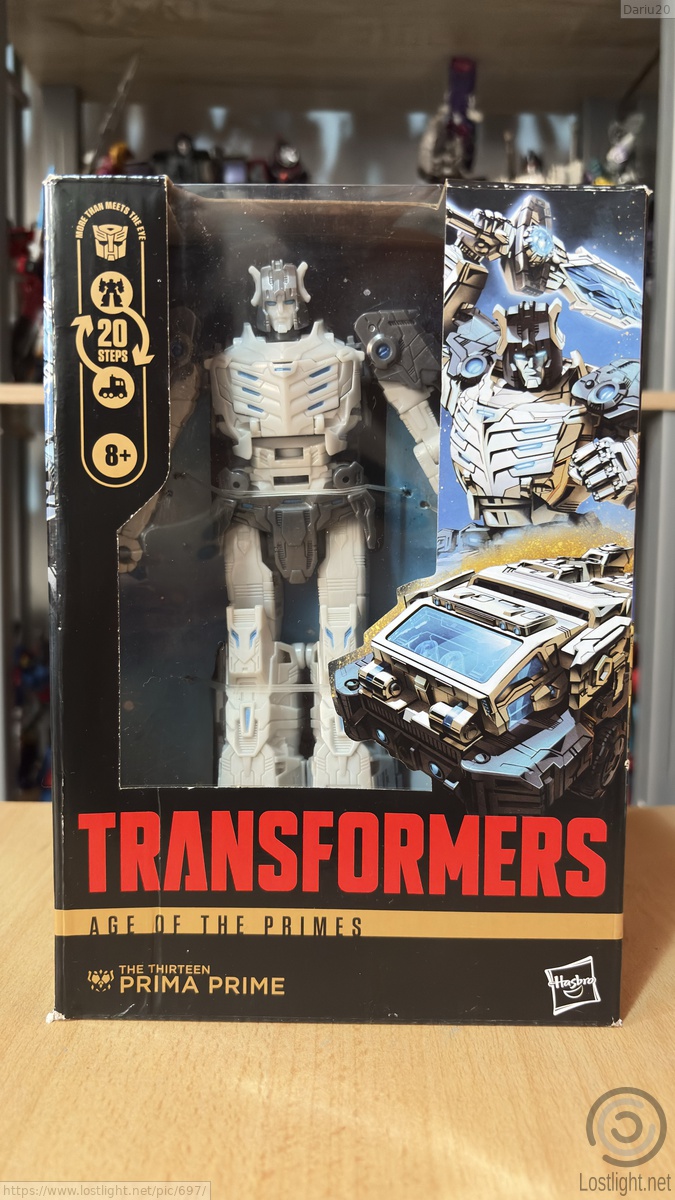 Dariu20
MORE THAN MEETS THE EYE
20
STEPS
8+
TRANSFORMERS
AGE OF THE PRIMES
THE THIRTEEN
PRIMA PRIME
Hasbro
Lostlight.net
https://www.lostlight.net/pic/697/